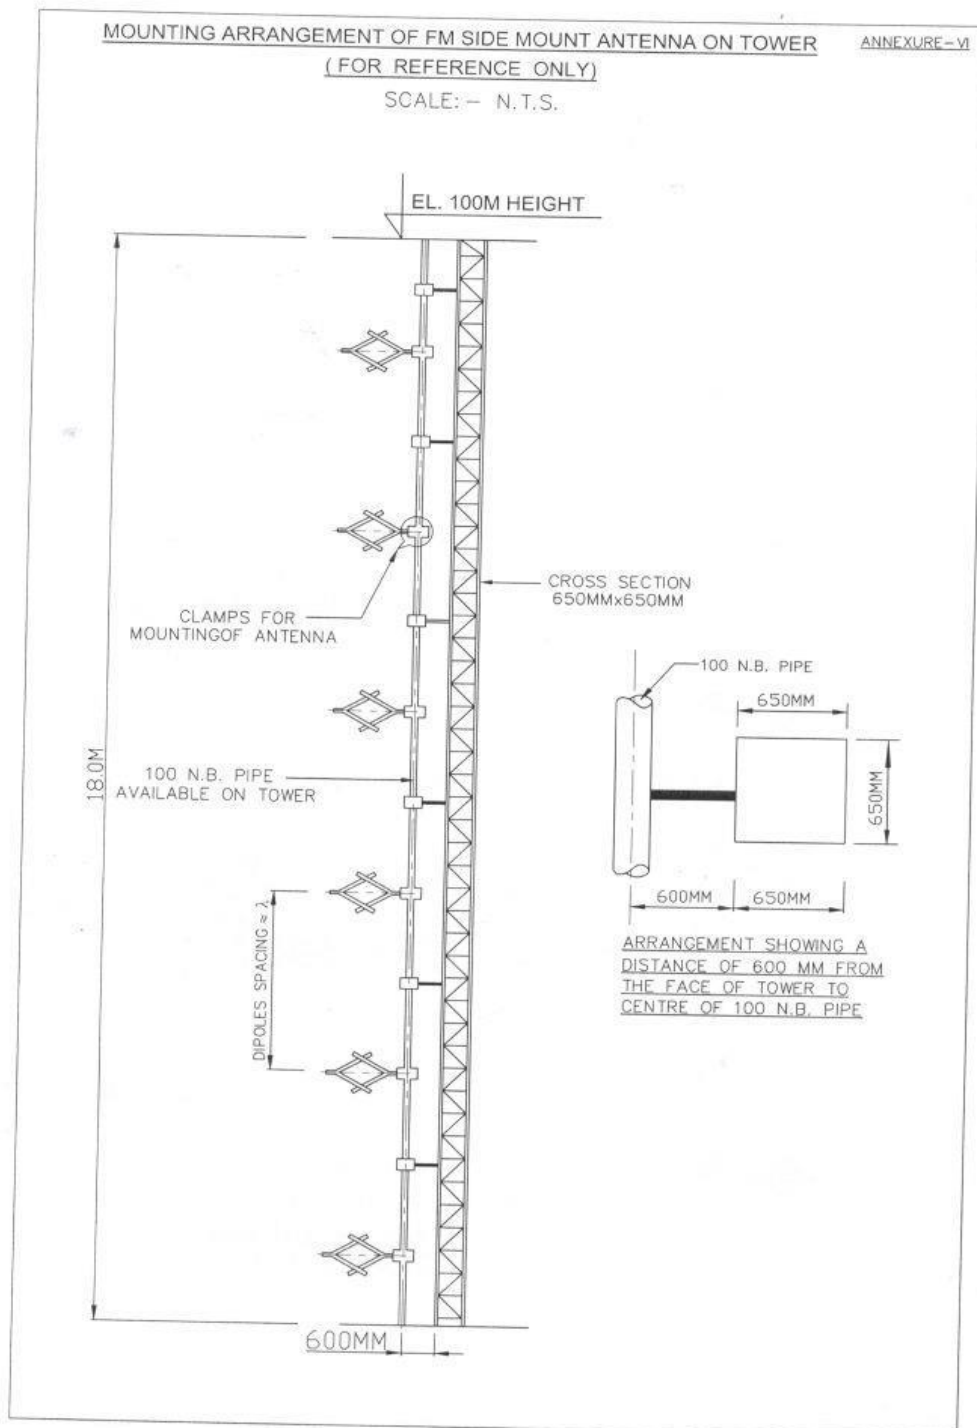 MOUNTING ARRANGEMENT OF FM SIDE MOUNT ANTENNA ON TOWER
ANNEXURE-VI
(FOR REFERENCE ONLY)
SCALE:- N.T.S.
EL. 100M HEIGHT
CROSS SECTION
650MMx650MM
CLAMPS FOR
MOUNTINGOF ANTENNA
100 N.B. PIPE
650MM
650MM
18.0M
100 N.B. PIPE
AVAILABLE ON TOWER
600MM
650MM
DIPOLES SPACING ≈ λ
ARRANGEMENT SHOWING A
DISTANCE OF 600 MM FROM
THE FACE OF TOWER TO
CENTRE OF 100 N.B. PIPE
600MM